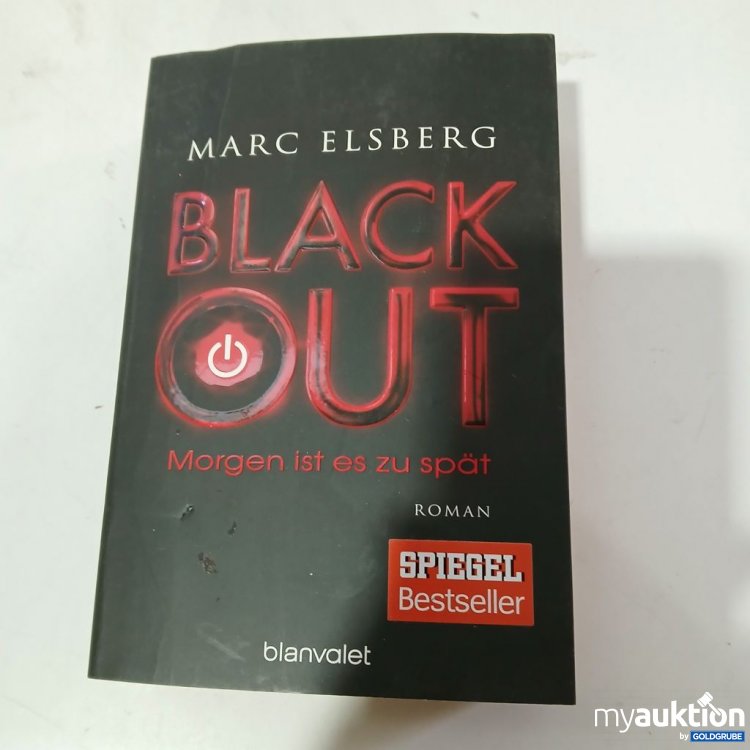 MARC ELSBERG
BLACK
OUT
Morgen ist es zu spät
ROMAN
SPIEGEL
Bestseller
blanvalet
myauktion
by GOLDGRUBE